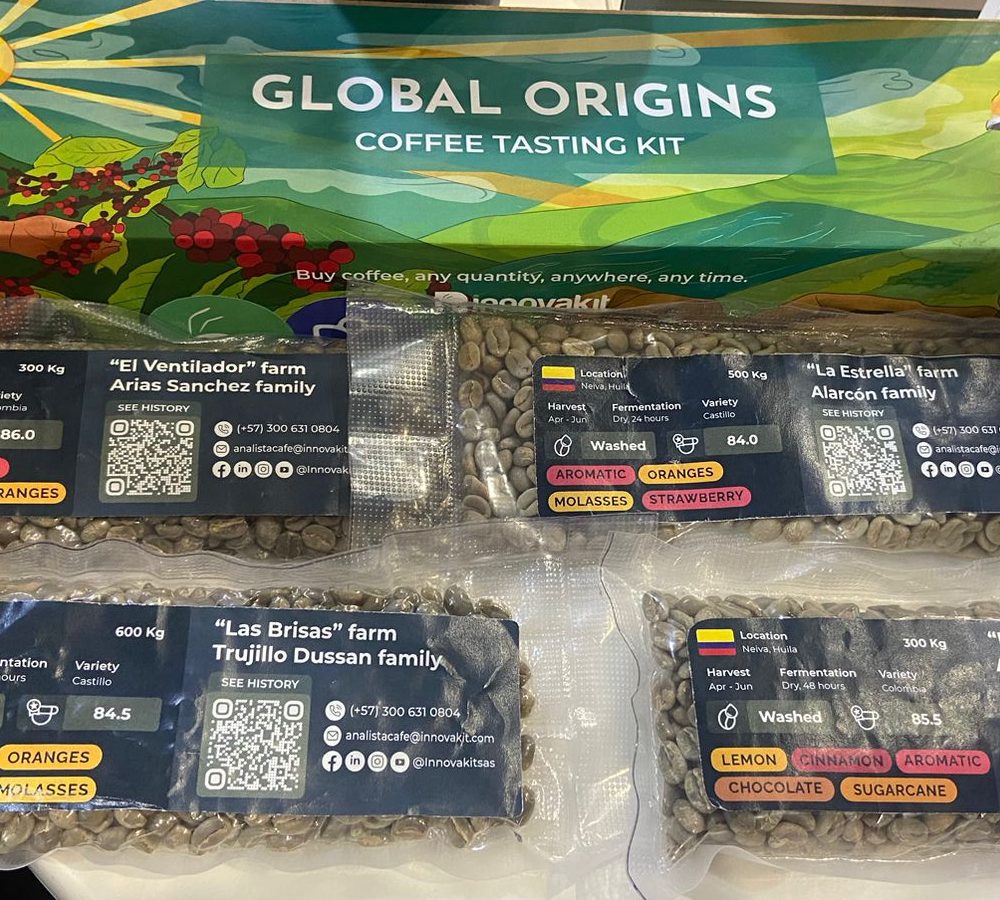 GLOBAL ORIGINS
COFFEE TASTING KIT
Buy coffee, any quantity, anywhere, any time.
innovakit
300 Kg
86.0
RANGES
“El Ventilador” farm
Arias Sanchez family
SEE HISTORY
(+57) 300 631 0804
analistacafe@innovakit
@Innovak
Location
Neiva, Huila
500 Kg
Harvest
Fermentation
Variety
Apr - Jun
Dry, 24 hours
Castillo
Washed
84.0
AROMATIC
ORANGES
MOLASSES
STRAWBERRY
“La Estrella” farm
Alarcón family
SEE HISTORY
(+57) 300 631
analistacafe@i
600 Kg
ntation
Variety
ours
Castillo
84.5
ORANGES
MOLASSES
“Las Brisas” farm
Trujillo Dussan family
SEE HISTORY
(+57) 300 631 0804
analistacafe@innovakit.com
@Innovakitsas
Location
Neiva, Huila
300 Kg
Harvest
Fermentation
Variety
Apr - Jun
Dry, 48 hours
Colombia
Washed
85.5
LEMON
CINNAMON
AROMATIC
CHOCOLATE
SUGARCANE